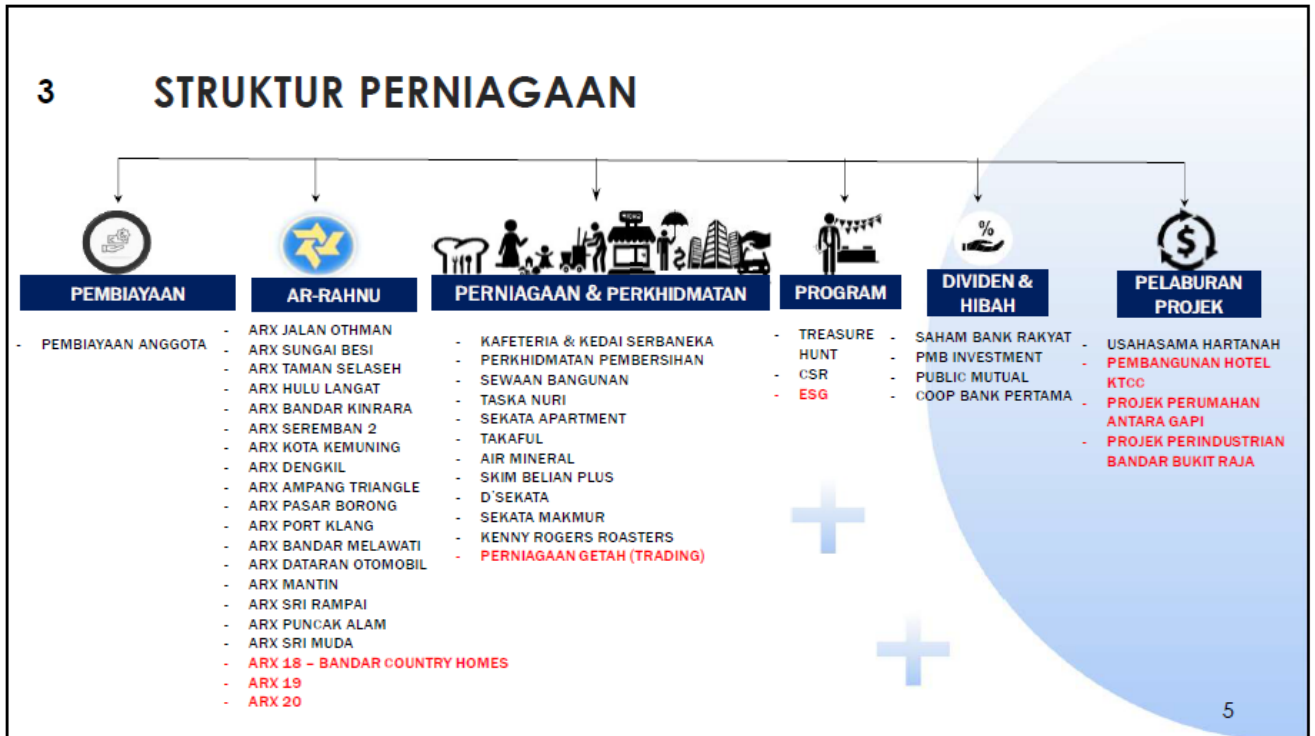 3 STRUKTUR PERNIAGAAN
PEMBIAYAAN
- PEMBIAYAAN ANGGOTA
AR-RAHNU
- ARX JALAN OTHMAN
- ARX SUNGAI BESI
- ARX TAMAN SELASEH
- ARX HULU LANGAT
- ARX BANDAR KINRARA
- ARX SEREMBAN 2
- ARX KOTA KEMUNING
- ARX DENGKIL
- ARX AMPANG TRIANGLE
- ARX PASAR BORONG
- ARX PORT KLANG
- ARX BANDAR MELAWATI
- ARX DATARAN OTOMOBIL
- ARX MANTIN
- ARX SRI RAMPAI
- ARX PUNCAK ALAM
- ARX SRI MUDA
- ARX 18 – BANDAR COUNTRY HOMES
- ARX 19
- ARX 20
PERNIAGAAN & PERKHIDMATAN
- KAFETERIA & KEDAI SERBANEKA
- PERKHIDMATAN PEMBERSIHAN
- SEWAAN BANGUNAN
- TASKA NURI
- SEKATA APARTMENT
- TAKAFUL
- AIR MINERAL
- SKIM BELIAN PLUS
- D'SEKATA
- SEKATA MAKMUR
- KENNY ROGERS ROASTERS
- PERNIAGAAN GETAH (TRADING)
PROGRAM
- TREASURE
HUNT
- CSR
- ESG
%
DIVIDEN &
HIBAH
- SAHAM BANK RAKYAT
- PMB INVESTMENT
- PUBLIC MUTUAL
- COOP BANK PERTAMA
$
PELABURAN
PROJEK
- USAHASAMA HARTANAH
- PEMBANGUNAN HOTEL
KTCC
- PROJEK PERUMAHAN
ANTARA GAPI
- PROJEK PERINDUSTRIAN
BANDAR BUKIT RAJA
5